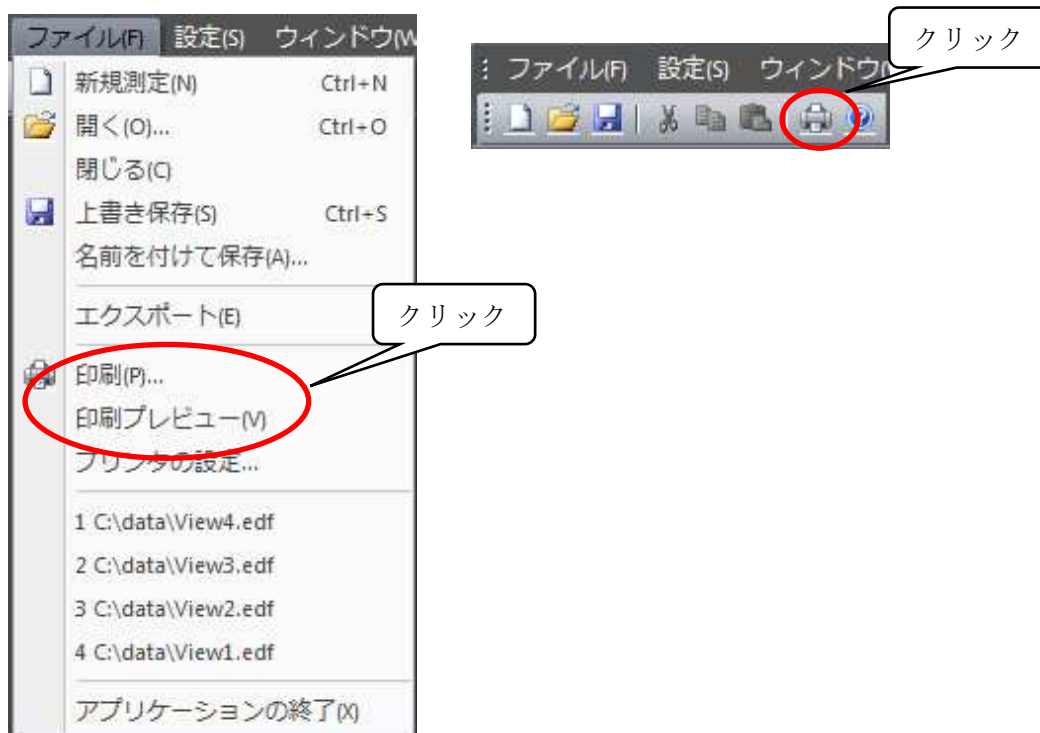 ファイル(F) 設定(S) ウィンドウ(W
新規測定(N) Ctrl+N
開く(O)... Ctrl+O
閉じる(C)
上書き保存(S) Ctrl+S
名前を付けて保存(A)...
エクスポート(E)
印刷(P)...
印刷プレビュー(V)
プリンタの設定...
1 C:\data\View4.edf
2 C:\data\View3.edf
3 C:\data\View2.edf
4 C:\data\View1.edf
アプリケーションの終了(X)
クリック
クリック
ファイル(F) 設定(S) ウィンドウ(